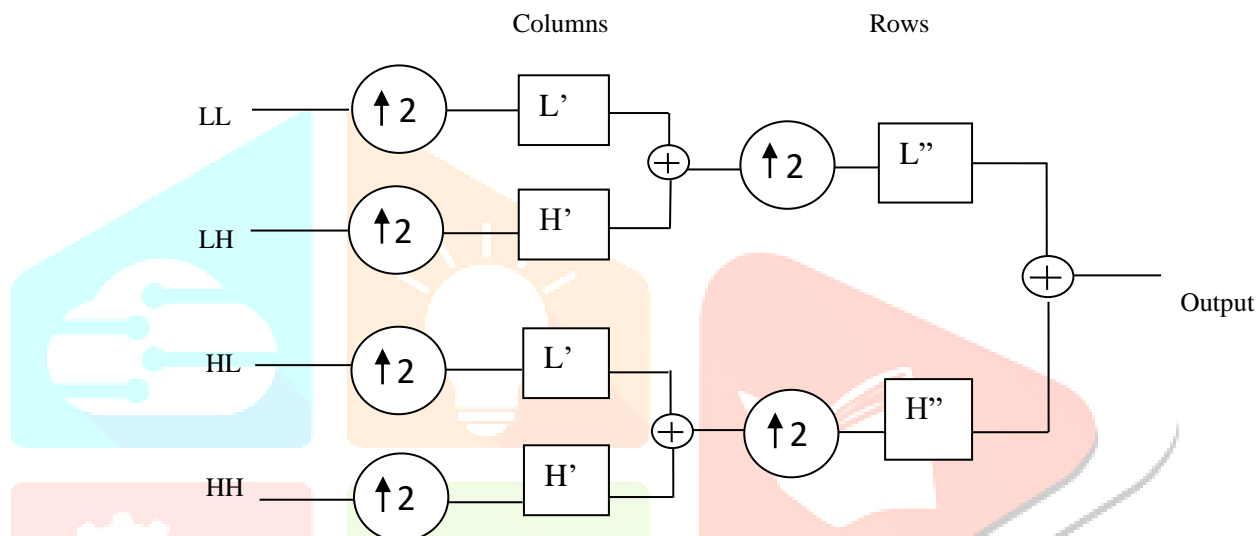 Columns Rows
LL ↑2 L’
↑2 L”
LH ↑2 H’
+
+
Output
HL ↑2 L’
+
↑2 H”
HH ↑2 H’